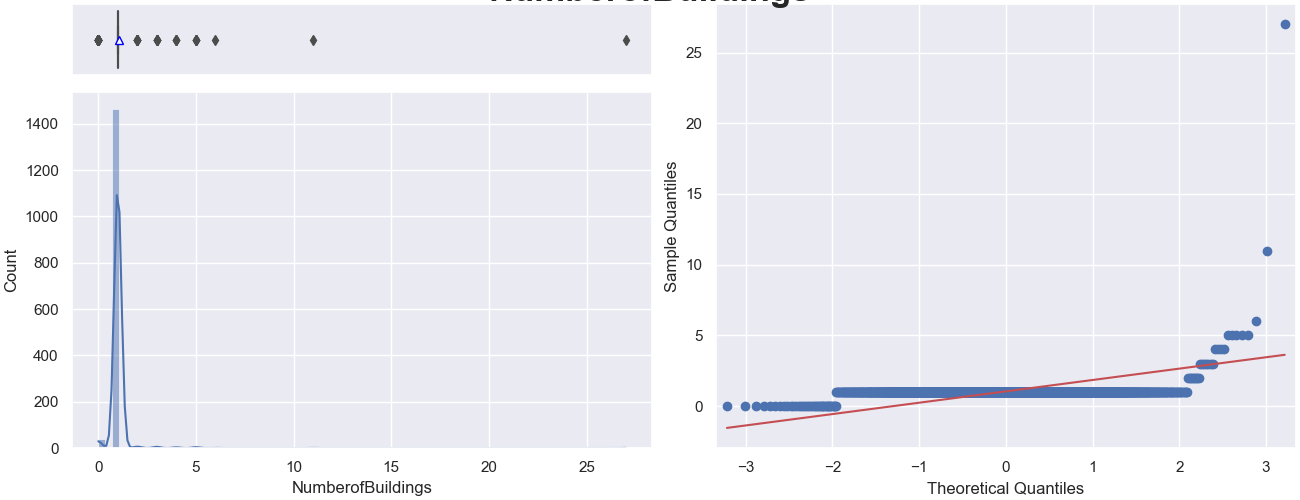 NumberofBuildings
1400
1200
1000
800
600
400
200
0
Count
0 5 10 15 20 25
NumberofBuildings
25
20
15
10
5
0
Sample Quantiles
−3 −2 −1 0 1 2 3
Theoretical Quantiles